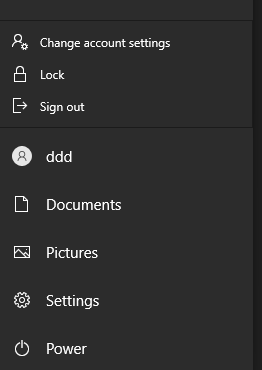 Change account settings
Lock
Sign out
ddd
Documents
Pictures
Settings
Power